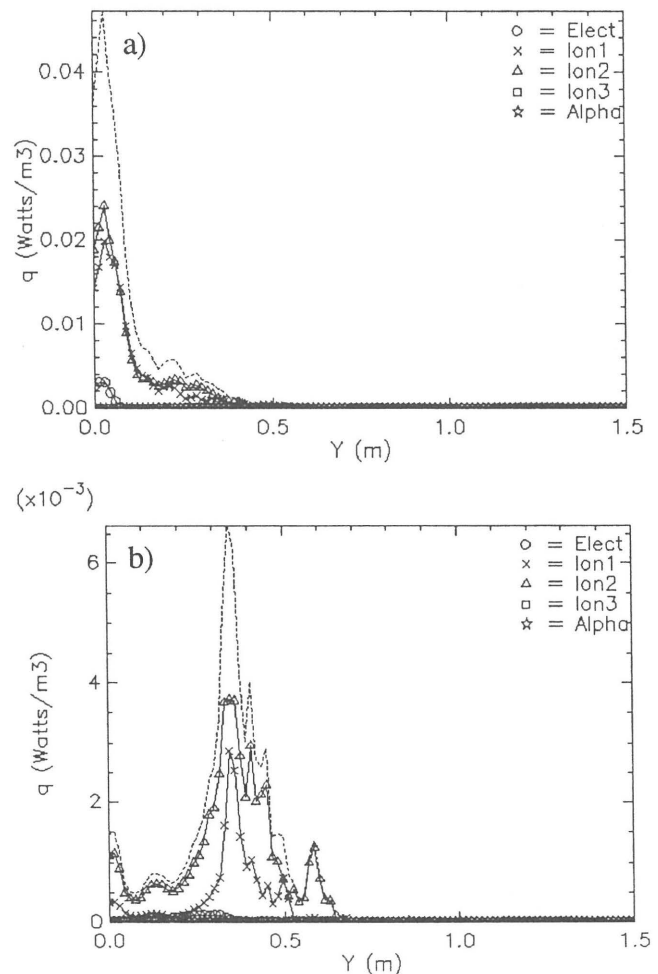 a)
○ = Elect
× = Ion1
△ = Ion2
□ = Ion3
☆ = Alpha
0.04
0.03
0.02
0.01
0.00
q (Watts/m3)
0.0 0.5 1.0 1.5
Y (m)
(x10⁻³)
b)
○ = Elect
× = Ion1
△ = Ion2
□ = Ion3
☆ = Alpha
6
4
2
0
q (Watts/m3)
0.0 0.5 1.0 1.5
Y (m)